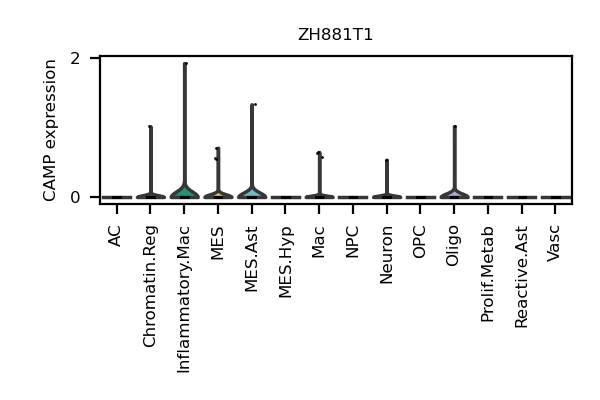 ZH881T1
CAMP expression
2
0
AC
Chromatin.Reg
Inflammatory.Mac
MES
MES.Ast
MES.Hyp
Mac
NPC
Neuron
OPC
Oligo
Prolif.Metab
Reactive.Ast
Vasc